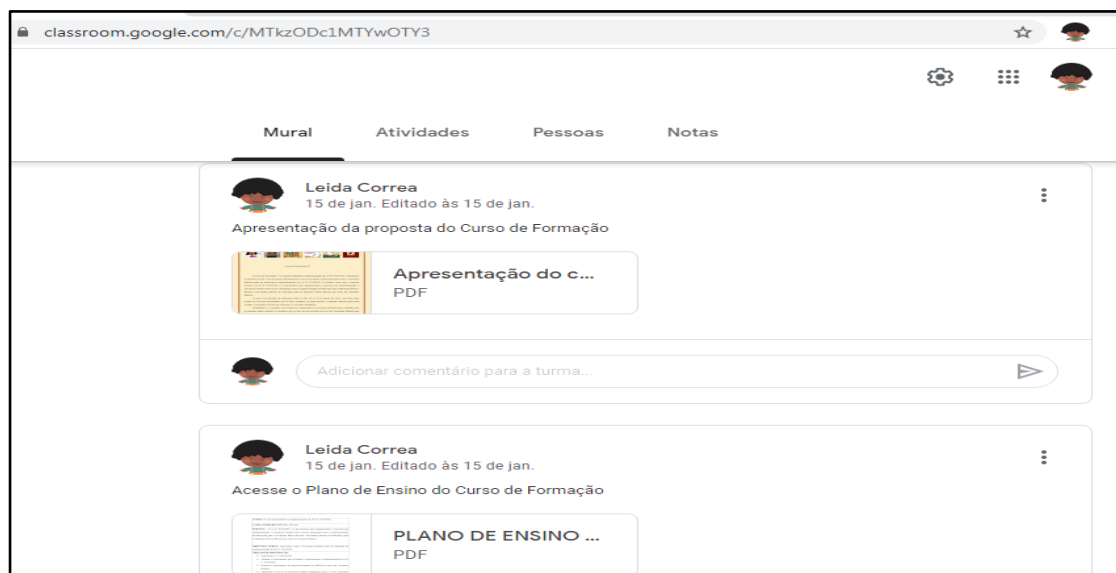 classroom.google.com/c/MTkzODc1MTYwOTY3
Mural Atividades Pessoas Notas
Leida Correa
15 de jan. Editado às 15 de jan.
Apresentação da proposta do Curso de Formação
Apresentação do c...
PDF
Adicionar comentário para a turma...
Leida Correa
15 de jan. Editado às 15 de jan.
Acesse o Plano de Ensino do Curso de Formação
PLANO DE ENSINO ...
PDF